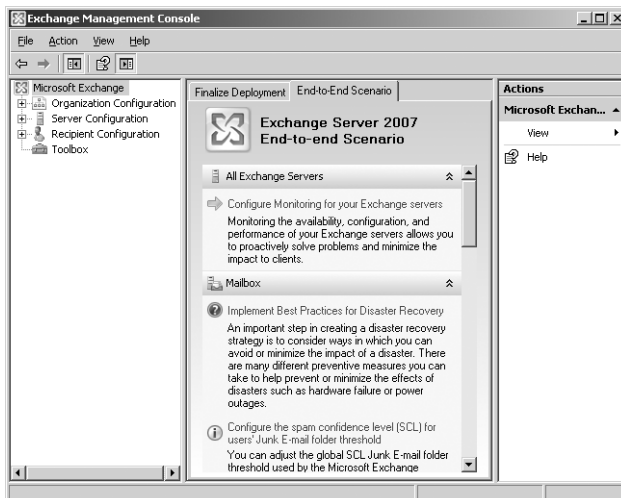 Exchange Management Console
File Action View Help
Microsoft Exchange
Organization Configuration
Server Configuration
Recipient Configuration
Toolbox
Finalize Deployment End-to-End Scenario
Exchange Server 2007
End-to-end Scenario
All Exchange Servers
Configure Monitoring for your Exchange servers
Monitoring the availability, configuration, and
performance of your Exchange servers allows you
to proactively solve problems and minimize the
impact to clients.
Mailbox
Implement Best Practices for Disaster Recovery
An important step in creating a disaster recovery
strategy is to consider ways in which you can
avoid or minimize the impact of a disaster. There
are many different preventive measures you can
take to help prevent or minimize the effects of
disasters such as hardware failure or power
outages.
Configure the spam confidence level (SCL) for
users' Junk E-mail folder threshold
You can adjust the global SCL Junk E-mail folder
threshold used by the Microsoft Exchange
Actions
Microsoft Exchan...
View
Help